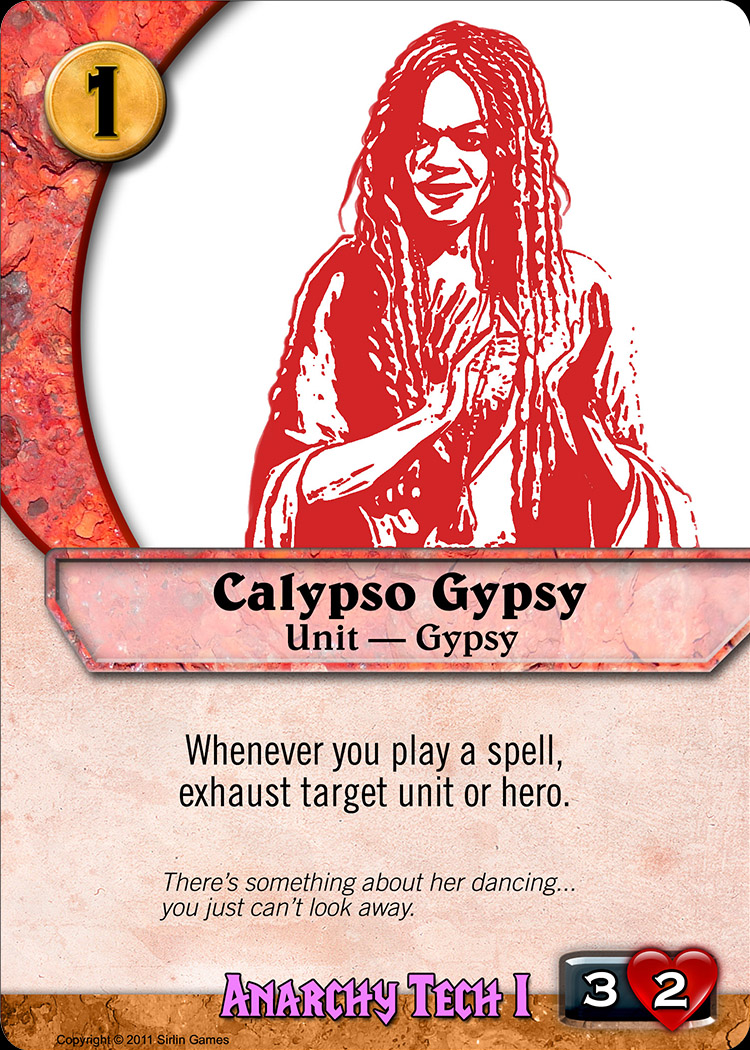 1
Calypso Gypsy
Unit — Gypsy
Whenever you play a spell,
exhaust target unit or hero.
There's something about her dancing...
you just can't look away.
Anarchy Tech I
3 2
Copyright © 2011 Sirlin Games